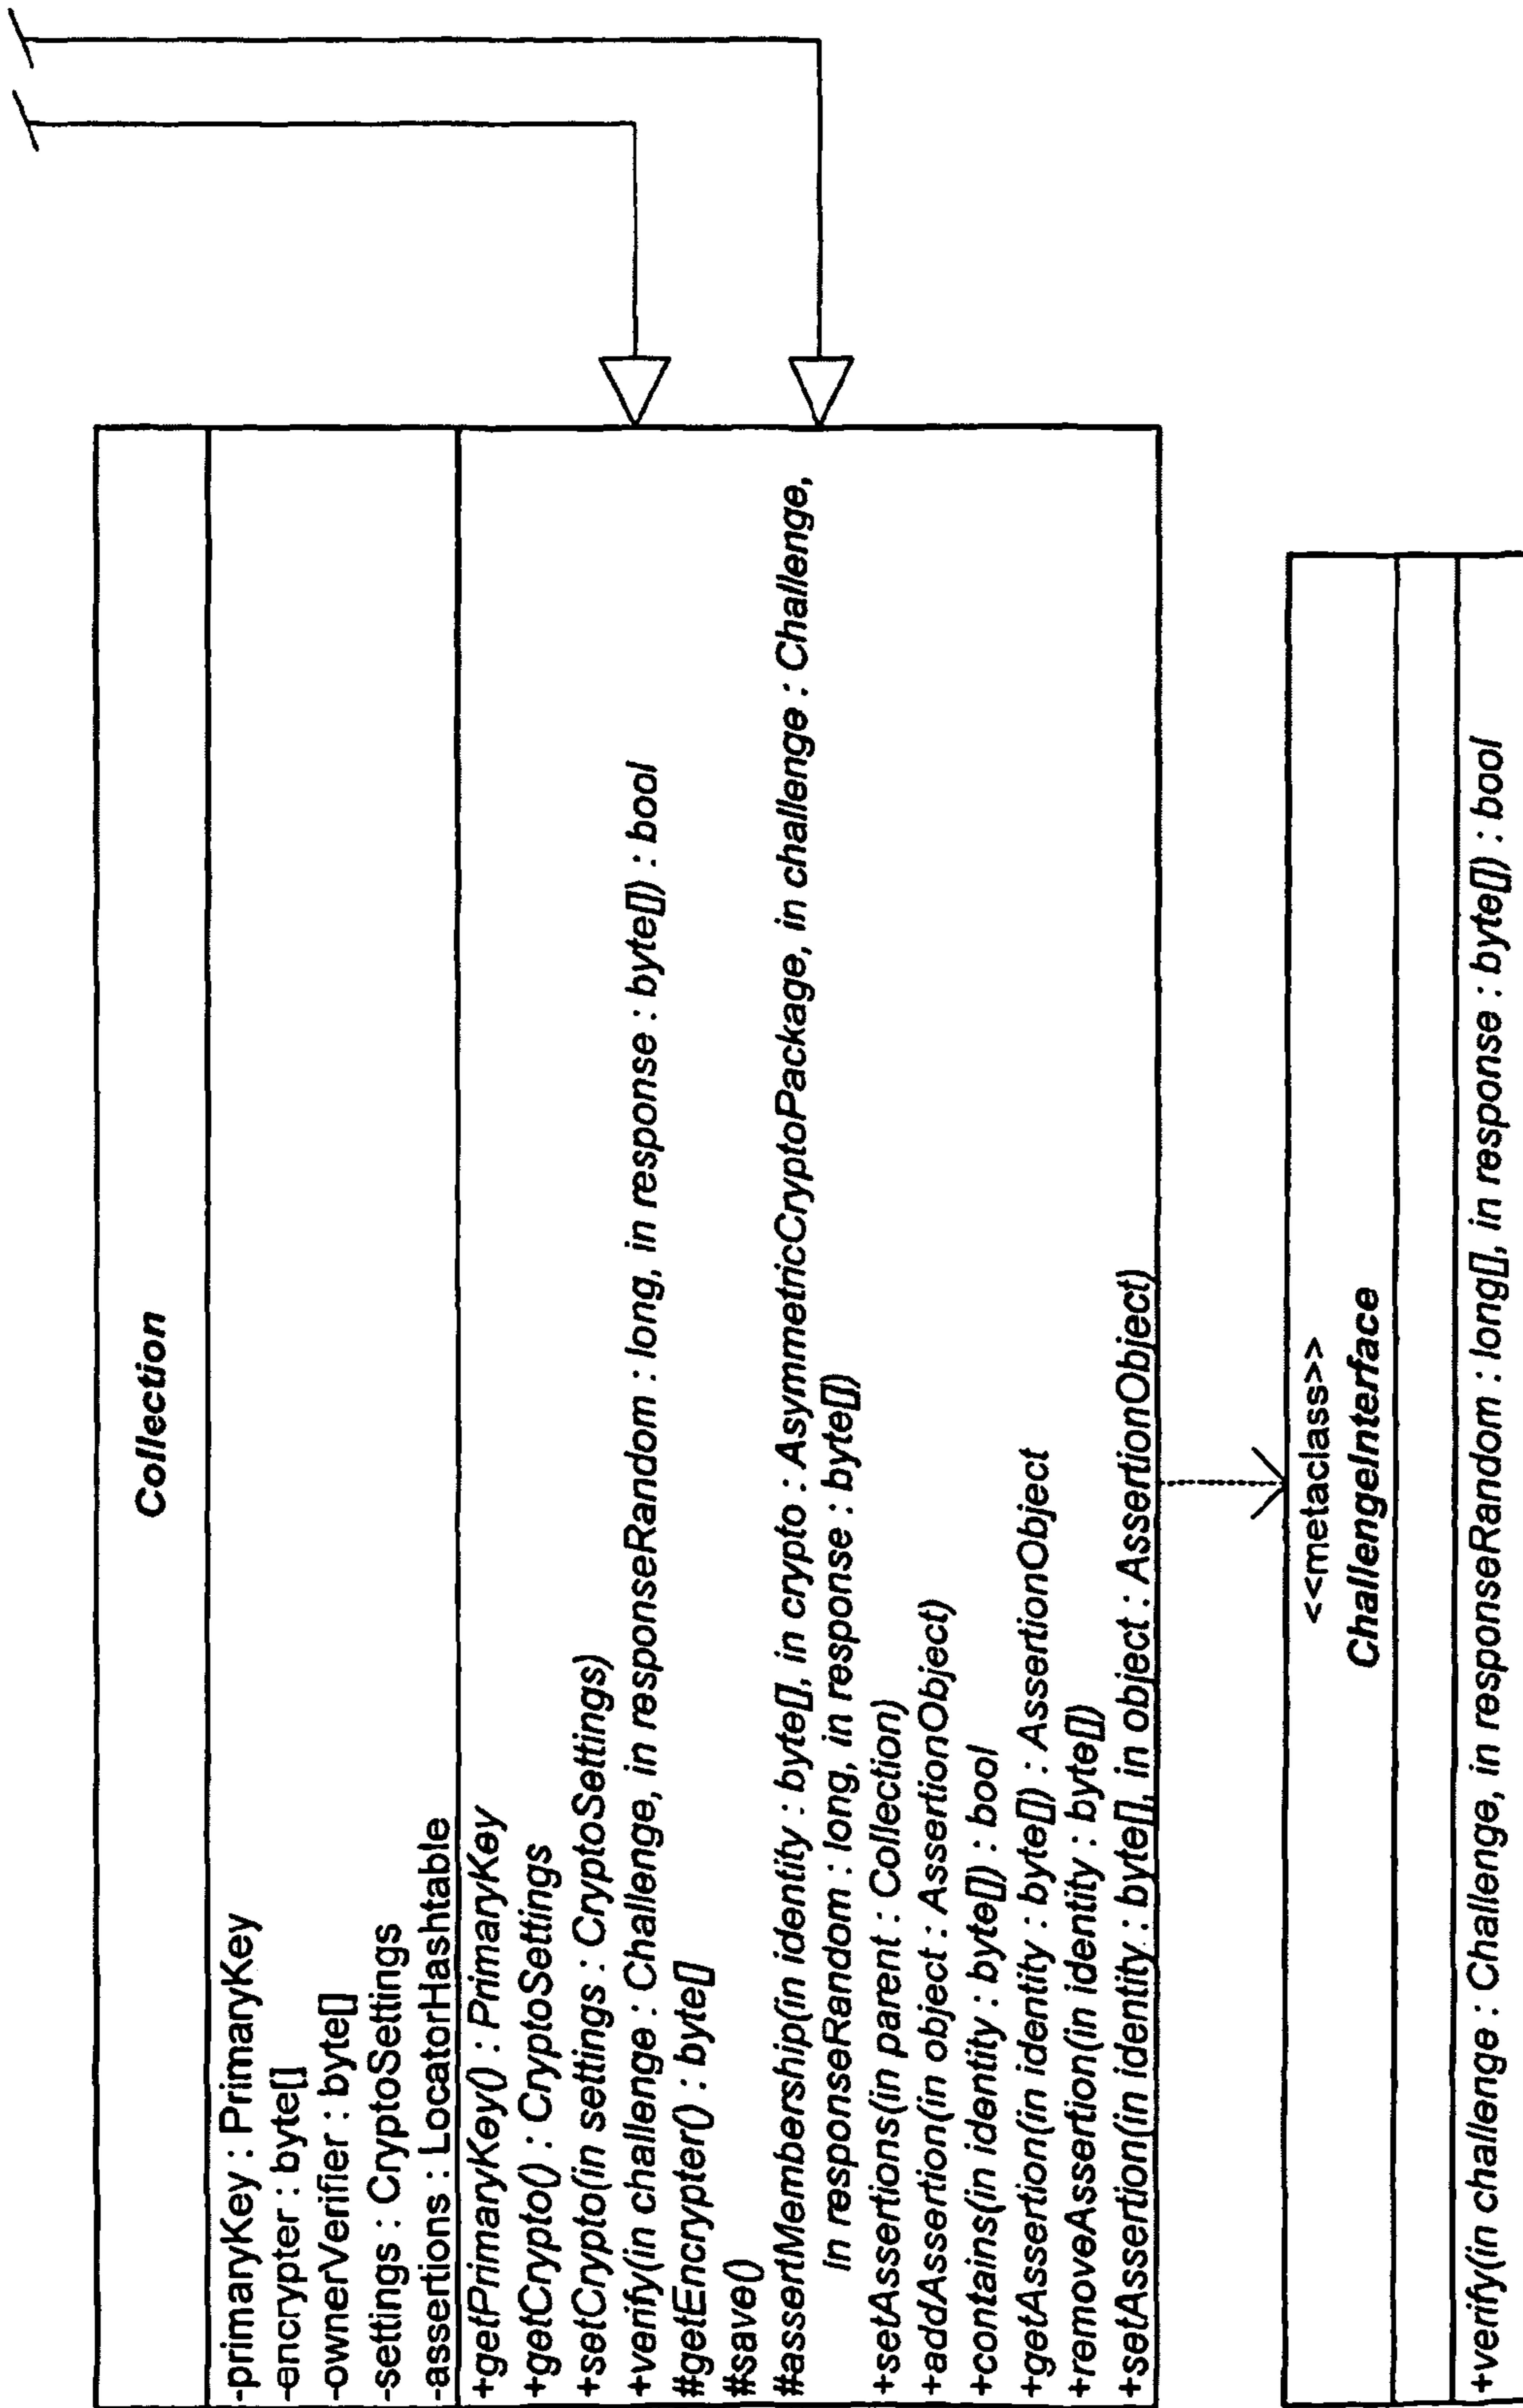 Collection
-primaryKey : PrimaryKey
-encrypter : byte[]
-ownerVerifier : byte[]
-settings : CryptoSettings
-assertions : LocatorHashtable
+getPrimaryKey() : PrimaryKey
+getCrypto() : CryptoSettings
+setCrypto(in settings : CryptoSettings)
+verify(in challenge : Challenge, in responseRandom : long, in response : byte[]) : bool
#getEncrypter() : byte[]
#save()
#assertMembership(in identity : byte[], in crypto : AsymmetricCryptoPackage, in challenge : Challenge,
in responseRandom : long, in response : byte[])
+setAssertions(in parent : Collection)
+addAssertion(in object : AssertionObject)
+contains(in identity : byte[]) : bool
+getAssertion(in identity : byte[]) : AssertionObject
+removeAssertion(in identity : byte[])
+setAssertion(in identity : byte[], in object : AssertionObject)
<<metaclass>>
ChallengeInterface
+verify(in challenge : Challenge, in responseRandom : long[], in response : byte[]) : bool